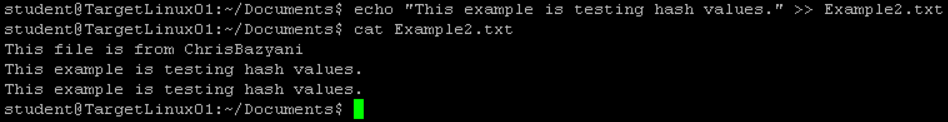 student@TargetLinux01:~/Documents$ echo "This example is testing hash values." >> Example2.txt
student@TargetLinux01:~/Documents$ cat Example2.txt
This file is from ChrisBazyani
This example is testing hash values.
This example is testing hash values.
student@TargetLinux01:~/Documents$